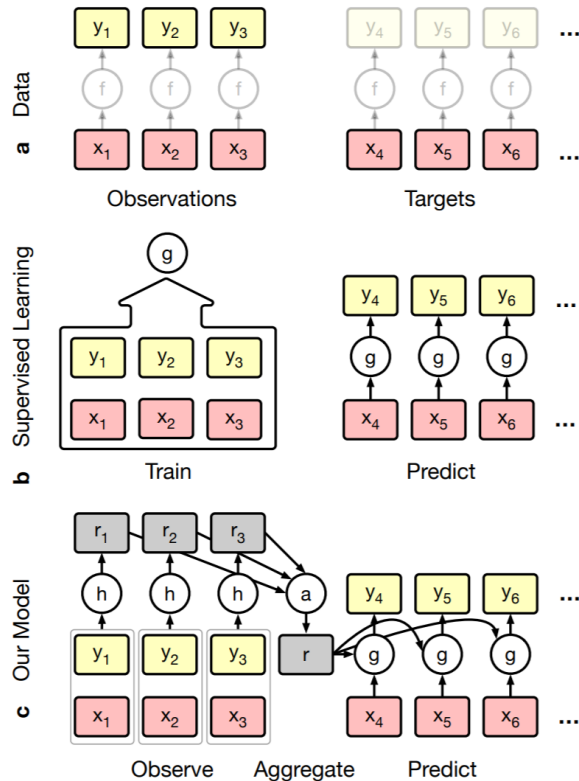 y1 y2 y3 y4 y5 y6 ...
f f f f f f
x1 x2 x3 x4 x5 x6 ...
Observations Targets
a Data
g
y1 y2 y3 y4 y5 y6 ...
g g g
x1 x2 x3 x4 x5 x6 ...
Train Predict
b Supervised Learning
r1 r2 r3
h h h a y4 y5 y6 ...
y1 y2 y3 r g g g
x1 x2 x3 x4 x5 x6 ...
Observe Aggregate Predict
c Our Model